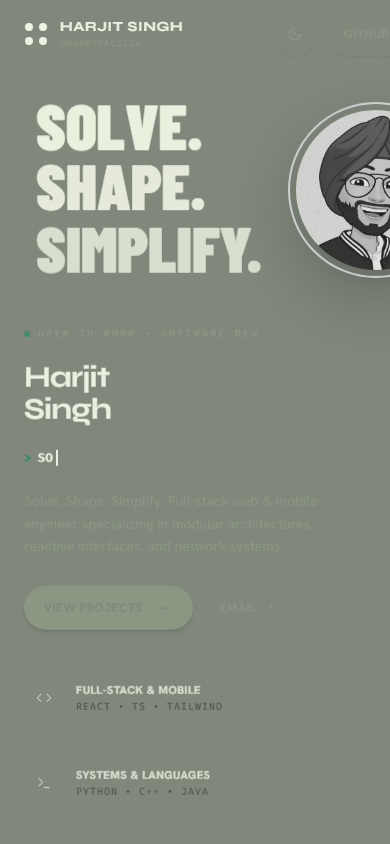 HARJIT SINGH
@HARRYKALSI24
GITHUB
SOLVE.
SHAPE.
SIMPLIFY.
OPEN TO WORK • SOFTWARE DEV
Harjit
Singh
> SO
Solve. Shape. Simplify. Full-stack web & mobile
engineer specializing in modular architectures,
reactive interfaces, and network systems.
VIEW PROJECTS —
EMAIL ↗
FULL-STACK & MOBILE
REACT • TS • TAILWIND
SYSTEMS & LANGUAGES
PYTHON • C++ • JAVA